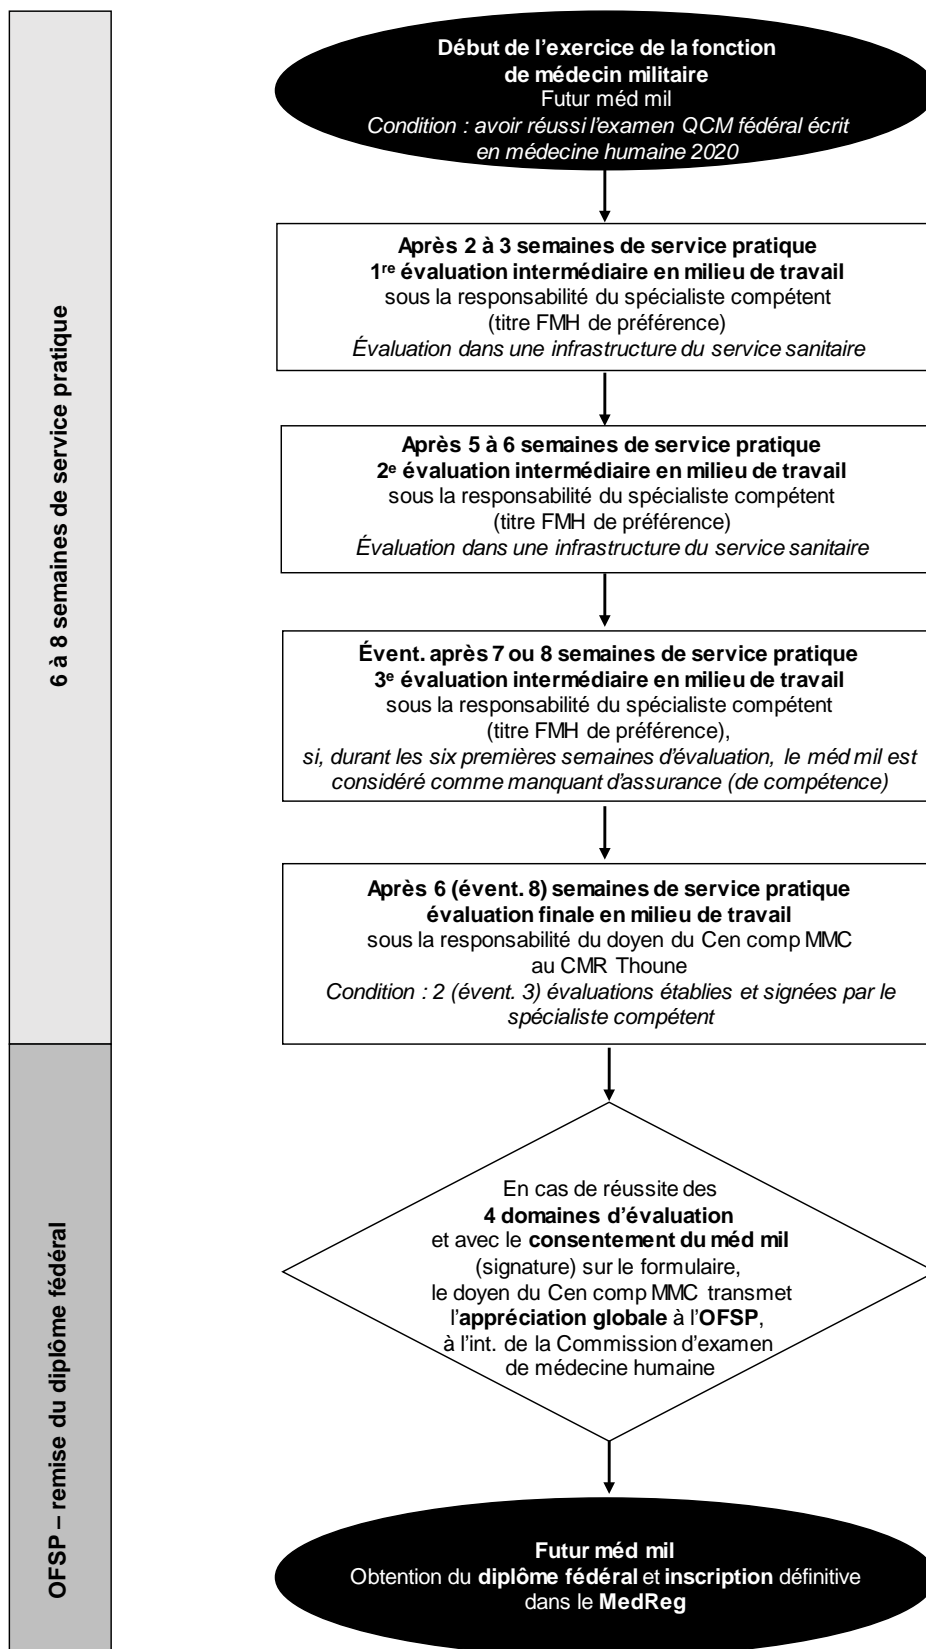 Début de l'exercice de la fonction
de médecin militaire
Futur méd mil
Condition : avoir réussi l'examen QCM fédéral écrit
en médecine humaine 2020
6 à 8 semaines de service pratique
Après 2 à 3 semaines de service pratique
1re évaluation intermédiaire en milieu de travail
sous la responsabilité du spécialiste compétent
(titre FMH de préférence)
Évaluation dans une infrastructure du service sanitaire
Après 5 à 6 semaines de service pratique
2e évaluation intermédiaire en milieu de travail
sous la responsabilité du spécialiste compétent
(titre FMH de préférence)
Évaluation dans une infrastructure du service sanitaire
Évent. après 7 ou 8 semaines de service pratique
3e évaluation intermédiaire en milieu de travail
sous la responsabilité du spécialiste compétent
(titre FMH de préférence),
si, durant les six premières semaines d'évaluation, le méd mil est
considéré comme manquant d'assurance (de compétence)
Après 6 (évent. 8) semaines de service pratique
évaluation finale en milieu de travail
sous la responsabilité du doyen du Cen comp MMC
au CMR Thoune
Condition : 2 (évent. 3) évaluations établies et signées par le
spécialiste compétent
OFSP – remise du diplôme fédéral
En cas de réussite des
4 domaines d'évaluation
et avec le consentement du méd mil
(signature) sur le formulaire,
le doyen du Cen comp MMC transmet
l'appréciation globale à l'OFSP,
à l'int. de la Commission d'examen
de médecine humaine
Futur méd mil
Obtention du diplôme fédéral et inscription définitive
dans le MedReg